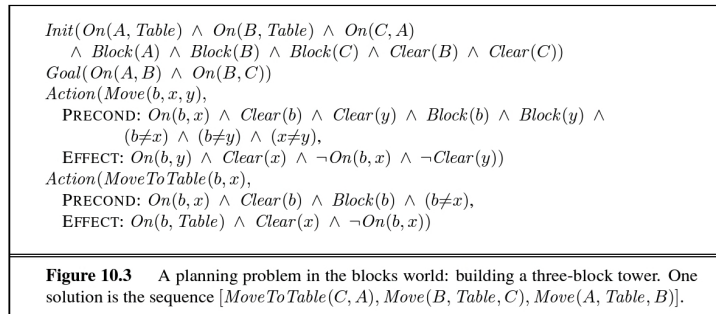 Init(On(A, Table) ∧ On(B, Table) ∧ On(C, A)
∧ Block(A) ∧ Block(B) ∧ Block(C) ∧ Clear(B) ∧ Clear(C))
Goal(On(A, B) ∧ On(B, C))
Action(Move(b, x, y),
PRECOND: On(b, x) ∧ Clear(b) ∧ Clear(y) ∧ Block(b) ∧ Block(y) ∧
(b≠x) ∧ (b≠y) ∧ (x≠y),
EFFECT: On(b, y) ∧ Clear(x) ∧ ¬On(b, x) ∧ ¬Clear(y))
Action(MoveToTable(b, x),
PRECOND: On(b, x) ∧ Clear(b) ∧ Block(b) ∧ (b≠x),
EFFECT: On(b, Table) ∧ Clear(x) ∧ ¬On(b, x))
Figure 10.3 A planning problem in the blocks world: building a three-block tower. One
solution is the sequence [MoveToTable(C, A), Move(B, Table, C), Move(A, Table, B)].